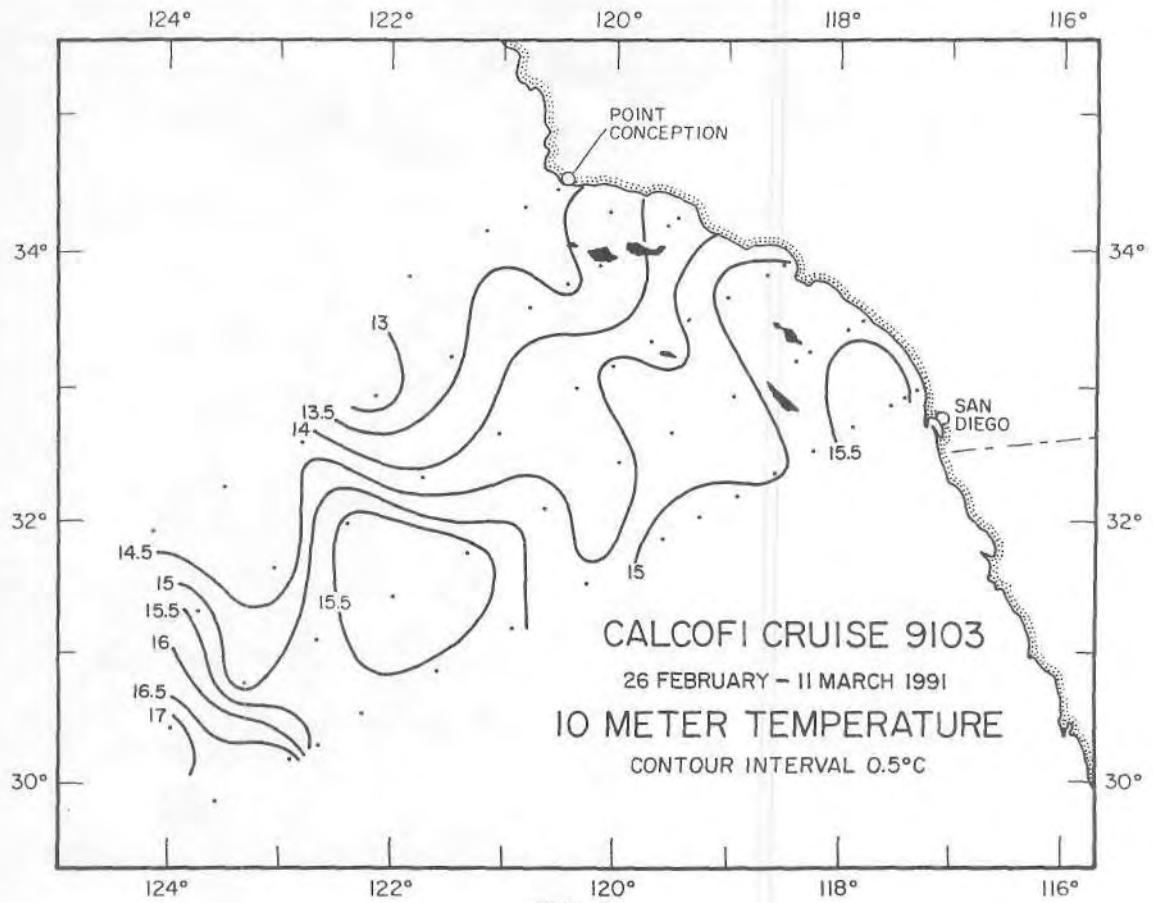 124° 122° 120° 118° 116°
POINT
CONCEPTION
34° 34°
13
13.5
14
SAN
DIEGO
15.5
32° 32°
14.5
15
15
15.5
15.5
16
16.5
17
CALCOFI CRUISE 9103
26 FEBRUARY – 11 MARCH 1991
10 METER TEMPERATURE
CONTOUR INTERVAL 0.5°C
30° 30°
124° 122° 120° 118° 116°